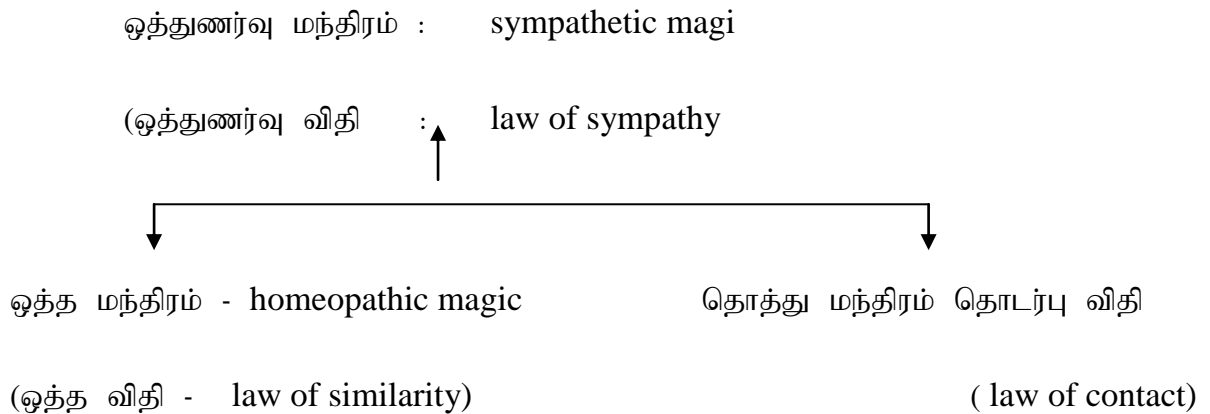 ஒத்துணர்வு மந்திரம் : sympathetic magi
(ஒத்துணர்வு விதி : law of sympathy
ஒத்த மந்திரம் - homeopathic magic தொத்து மந்திரம் தொடர்பு விதி
(ஒத்த விதி - law of similarity) ( law of contact)